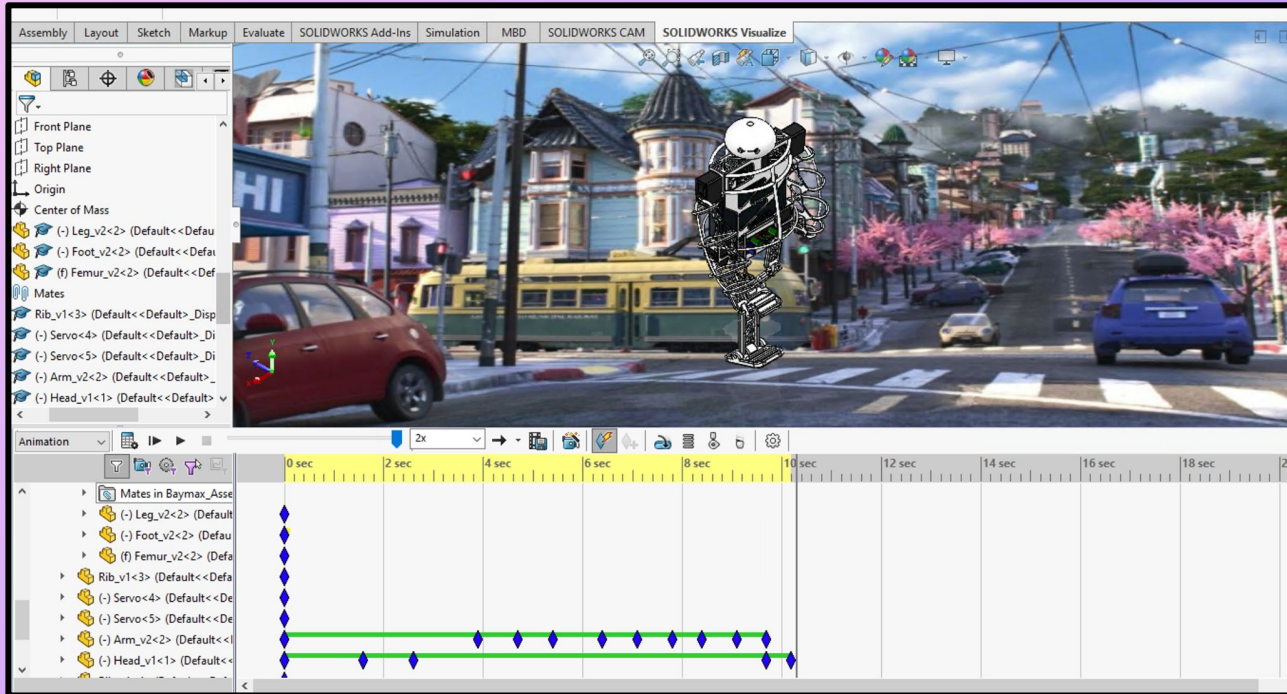 Assembly Layout Sketch Markup Evaluate SOLIDWORKS Add-Ins Simulation MBD SOLIDWORKS CAM SOLIDWORKS Visualize
Front Plane
Top Plane
Right Plane
Origin
Center of Mass
(-) Leg_v2<2> (Default<<Defau
(-) Foot_v2<2> (Default<<Defau
(f) Femur_v2<2> (Default<<Def
Mates
Rib_v1<3> (Default<<Default>_Disp
(-) Servo<4> (Default<<Default>_Di
(-) Servo<5> (Default<<Default>_Di
(-) Arm_v2<2> (Default<<Default>_
(-) Head_v1<1> (Default<<Default>
HI
Z Y X
Animation 2x
0 sec 2 sec 4 sec 6 sec 8 sec 10 sec 12 sec 14 sec 16 sec 18 sec 2
Mates in Baymax_Asse
(-) Leg_v2<2> (Default
(-) Foot_v2<2> (Defau
(f) Femur_v2<2> (Defa
Rib_v1<3> (Default<<Defa
(-) Servo<4> (Default<<De
(-) Servo<5> (Default<<De
(-) Arm_v2<2> (Default<<I
(-) Head_v1<1> (Default<<